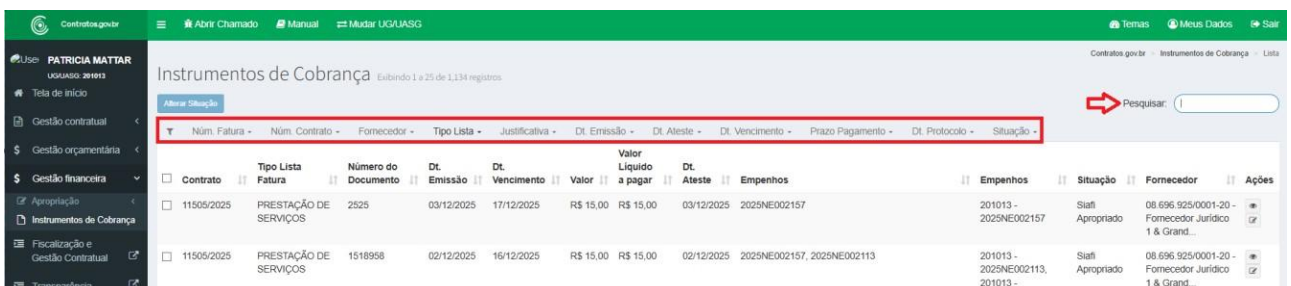 Contratos.gov.br
Abrir Chamado Manual Mudar UG/UASG Temas Meus Dados Sair
User PATRICIA MATTAR
UG/UASG: 201013
Tela de início
Gestão contratual
Gestão orçamentária
Gestão financeira
Apropriação
Instrumentos de Cobrança
Fiscalização e
Gestão Contratual
Transparência
Contratos.gov.br > Instrumentos de Cobrança > Lista
Instrumentos de Cobrança Exibindo 1 a 25 de 1,134 registros
Alterar Situação
Pesquisar:
Núm. Fatura Núm. Contrato Fornecedor Tipo Lista Justificativa Dt. Emissão Dt. Ateste Dt. Vencimento Prazo Pagamento Dt. Protocolo Situação
Contrato Tipo Lista Fatura Número do Documento Dt. Emissão Dt. Vencimento Valor Valor Líquido a pagar Dt. Ateste Empenhos Empenhos Situação Fornecedor Ações
11505/2025 PRESTAÇÃO DE 2525 03/12/2025 17/12/2025 R$ 15,00 R$ 15,00 03/12/2025 2025NE002157 201013 - Siafi 08.696.925/0001-20 -
SERVIÇOS 2025NE002157 Apropriado Fornecedor Jurídico
1 & Grand...
11505/2025 PRESTAÇÃO DE 1518958 02/12/2025 16/12/2025 R$ 15,00 R$ 15,00 02/12/2025 2025NE002157, 2025NE002113 201013 - Siafi 08.696.925/0001-20 -
SERVIÇOS 2025NE002113, Apropriado Fornecedor Jurídico
201013 - 1 & Grand...